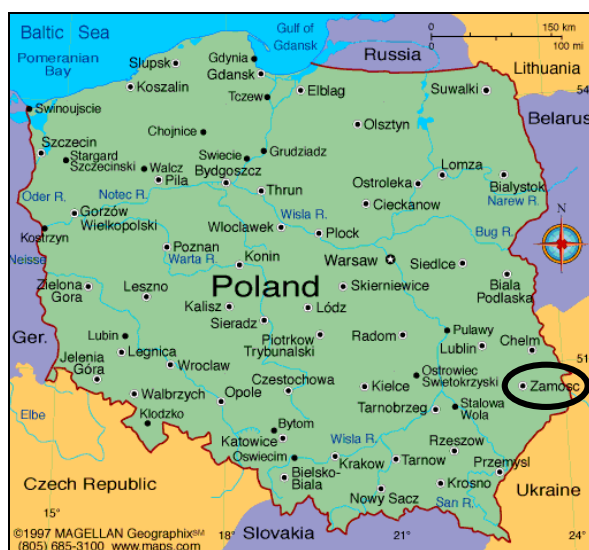 Baltic Sea
Gulf of
Gdansk
150 km
0
0
100 mi
Pomeranian
Bay
Russia
Lithuania
Slupsk
Gdynia
Gdansk
Koszalin
Tczew
Elblag
Suwalki
54
Swinoujscie
Belarus
Chojnice
Olsztyn
Szczecin
Stargard
Szczecinski
Walcz
Pila
Swiecie
Grudziadz
Bydgoszcz
Lomza
Ostroleka
Bialystok
Oder R.
Notec R.
Thrun
Narew R.
Gorzów
Wielkopolski
Wisla R.
Cieckanow
Kostrzyn
Wloclawek
Plock
Bug R.
N
Neisse
Poznan
Warta R.
Konin
Warsaw
Siedlce
Zielona
Gora
Leszno
Poland
Skierniewice
Biala
Podlaska
Kalisz
Lódz
Ger.
Sieradz
Lubin
Piotrkow
Trybunalski
Radom
Pulawy
Lublin
Chelm
Legnica
Jelenia
Góra
Wroclaw
51
Walbrzych
Opole
Czestochowa
Kielce
Ostrowiec
Swietokrzyski
Zamosc
Elbe
Klodzko
Tarnobrzeg
Stalowa
Wola
Bytom
Katowice
Oswiecim
Wisla R.
Rzeszow
Czech Republic
Bielsko-
Biala
Krakow
Tarnow
Przemysl
Krosno
Nowy Sacz
San R.
Ukraine
15°
18°
21°
24°
Slovakia
©1997 MAGELLAN Geographix℠
(805) 685-3100 www.maps.com